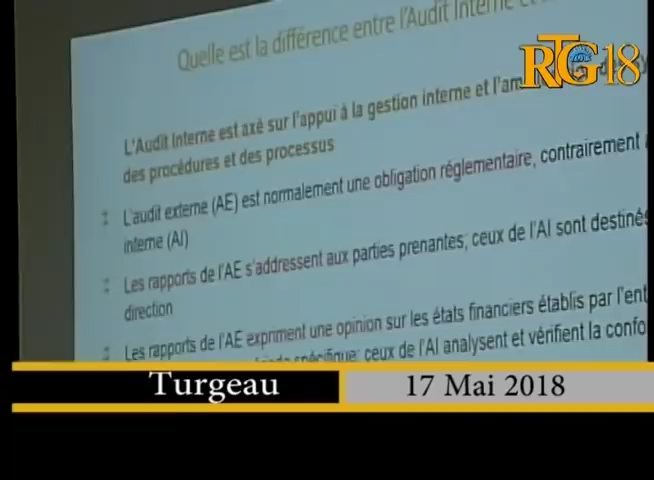 Quelle est la différence entre l'Audit Interne et
RTG18
L'Audit Interne est axé sur l'appui à la gestion interne et l'am
des procédures et des processus
L'audit externe (AE) est normalement une obligation réglementaire, contrairement
interne (AI)
Les rapports de l'AE s'addressent aux parties prenantes, ceux de l'AI sont destinés
direction
Les rapports de l'AE expriment une opinion sur les états financiers établis par l'ent
spécifique; ceux de l'AI analysent et vérifient la confo
Turgeau
17 Mai 2018